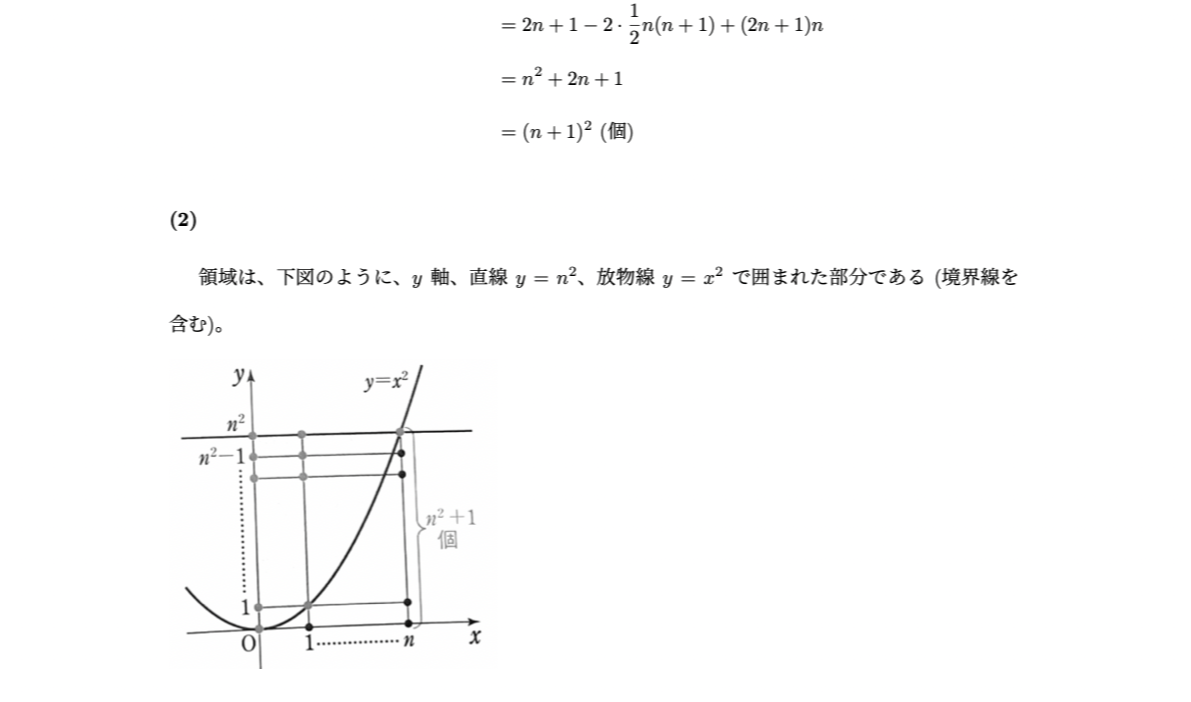 = 2n + 1 − 2 · 1/2 n(n + 1) + (2n + 1)n
= n² + 2n + 1
= (n + 1)² (個)
(2)
領域は、下図のように、y 軸、直線 y = n²、放物線 y = x² で囲まれた部分である (境界線を
含む)。
y
y=x²
n²
n²−1
n²+1
個
1
O
1
n
x